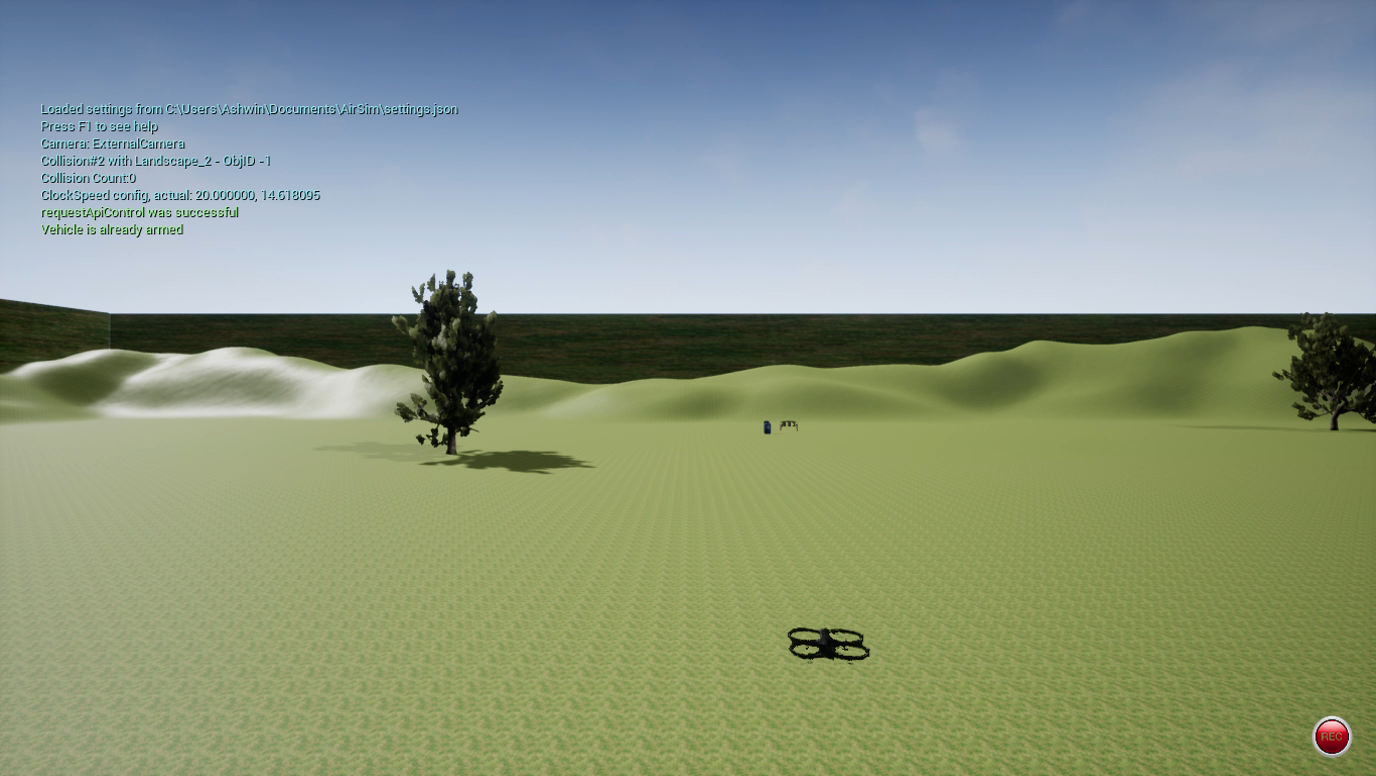 Loaded settings from C:\Users\Ashwin\Documents\AirSim\settings.json
Press F1 to see help
Camera: ExternalCamera
Collision#2 with Landscape_2 - ObjID -1
Collision Count:0
ClockSpeed config, actual: 20.000000, 14.618095
requestApiControl was successful
Vehicle is already armed
REC